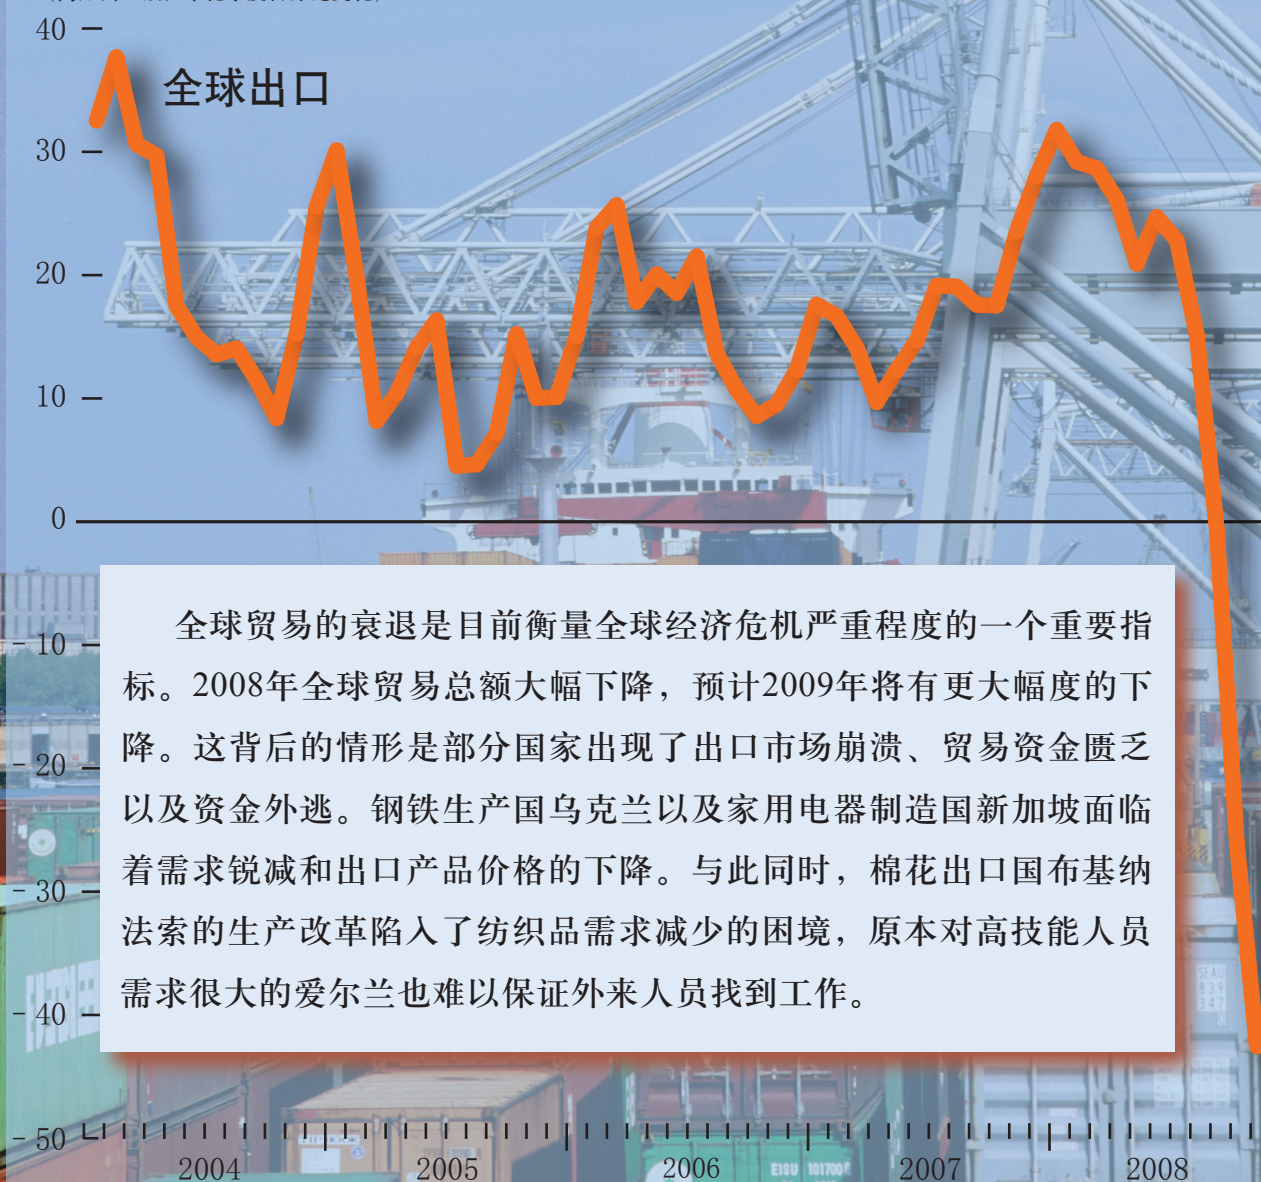 40
全球出口
30
20
10
0
全球贸易的衰退是目前衡量全球经济危机严重程度的一个重要指
-10
标。2008年全球贸易总额大幅下降，预计2009年将有更大幅度的下
降。这背后的情形是部分国家出现了出口市场崩溃、贸易资金匮乏
-20
以及资金外逃。钢铁生产国乌克兰以及家用电器制造国新加坡面临
着需求锐减和出口产品价格的下降。与此同时，棉花出口国布基纳
-30
法索的生产改革陷入了纺织品需求减少的困境，原本对高技能人员
需求很大的爱尔兰也难以保证外来人员找到工作。
SEAU
839
347
-40
-50
EISU 101700
2004 2005 2006 2007 2008